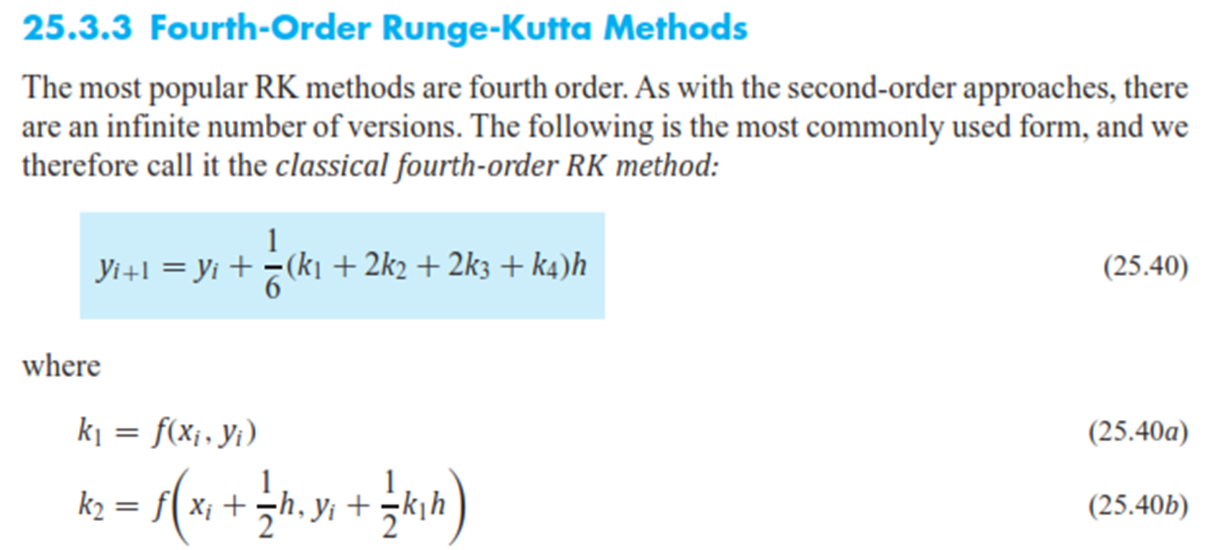 25.3.3 Fourth-Order Runge-Kutta Methods
The most popular RK methods are fourth order. As with the second-order approaches, there
are an infinite number of versions. The following is the most commonly used form, and we
therefore call it the classical fourth-order RK method:
yᵢ₊₁ = yᵢ + 1/6(k₁ + 2k₂ + 2k₃ + k₄)h (25.40)
where
k₁ = f(xᵢ, yᵢ) (25.40a)
k₂ = f(xᵢ + 1/2h, yᵢ + 1/2k₁h) (25.40b)